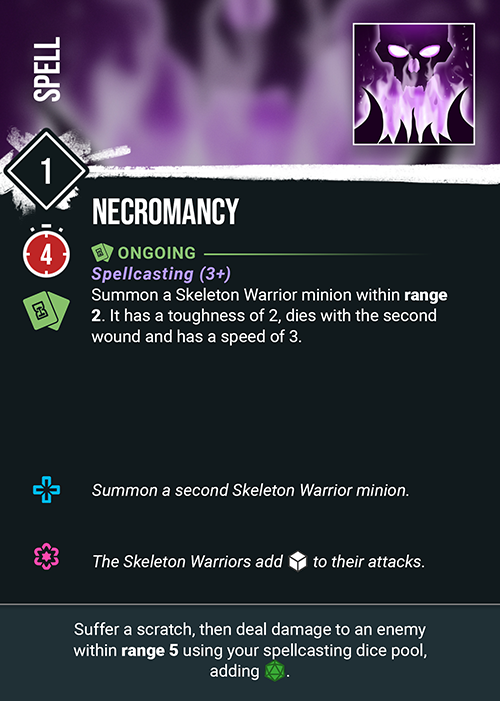 SPELL
1
NECROMANCY
4
ONGOING
Spellcasting (3+)
Summon a Skeleton Warrior minion within range
2. It has a toughness of 2, dies with the second
wound and has a speed of 3.
Summon a second Skeleton Warrior minion.
The Skeleton Warriors add to their attacks.
Suffer a scratch, then deal damage to an enemy
within range 5 using your spellcasting dice pool,
adding .